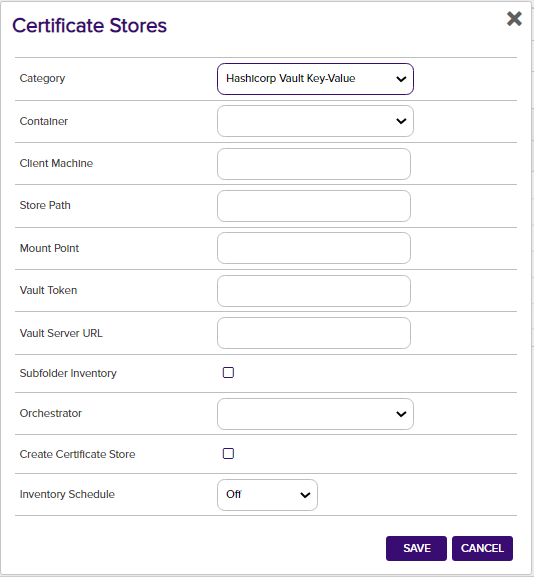 Certificate Stores
Category Hashicorp Vault Key-Value
Container
Client Machine
Store Path
Mount Point
Vault Token
Vault Server URL
Subfolder Inventory
Orchestrator
Create Certificate Store
Inventory Schedule Off
SAVE CANCEL